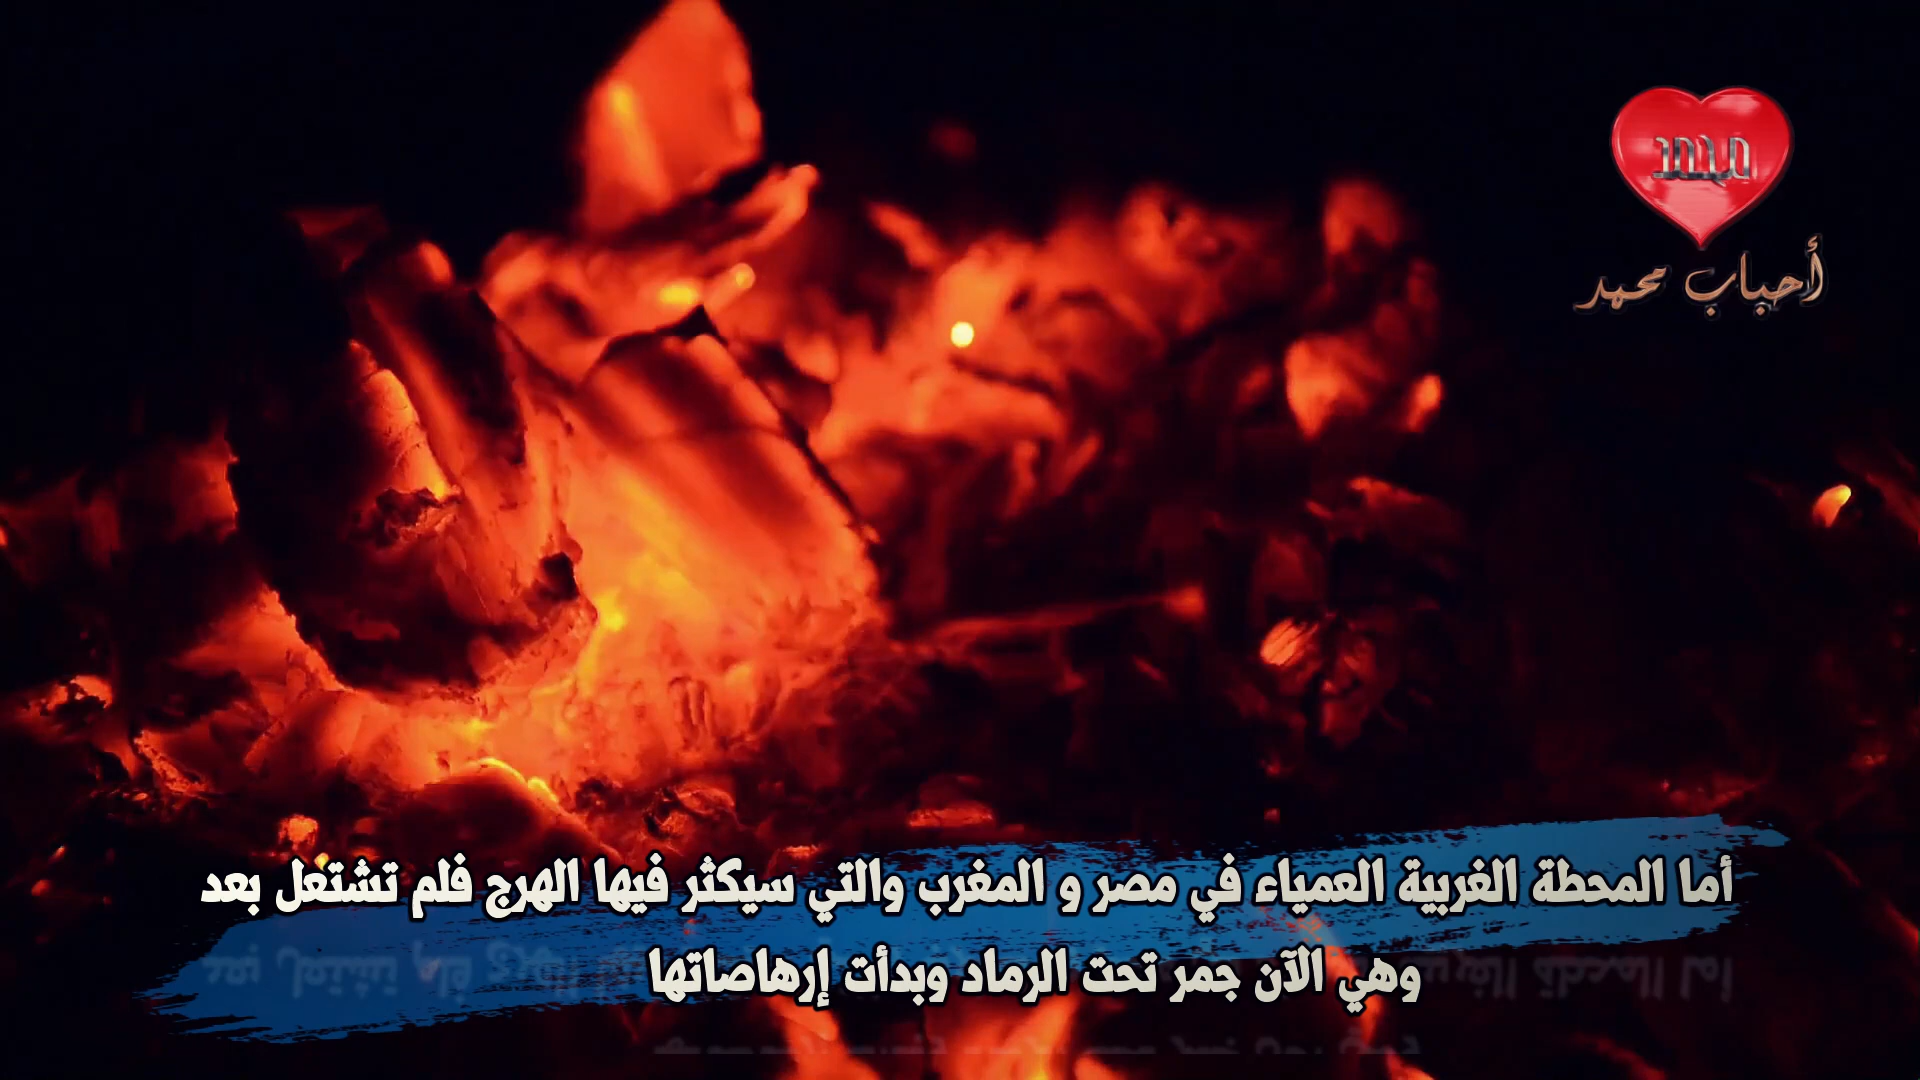 محمد
أحباب محمد
أما المحطة الغربية العمياء في مصر و المغرب والتي سيكثر فيها الهرج فلم تشتعل بعد
وهي الآن جمر تحت الرماد وبدأت إرهاصاتها